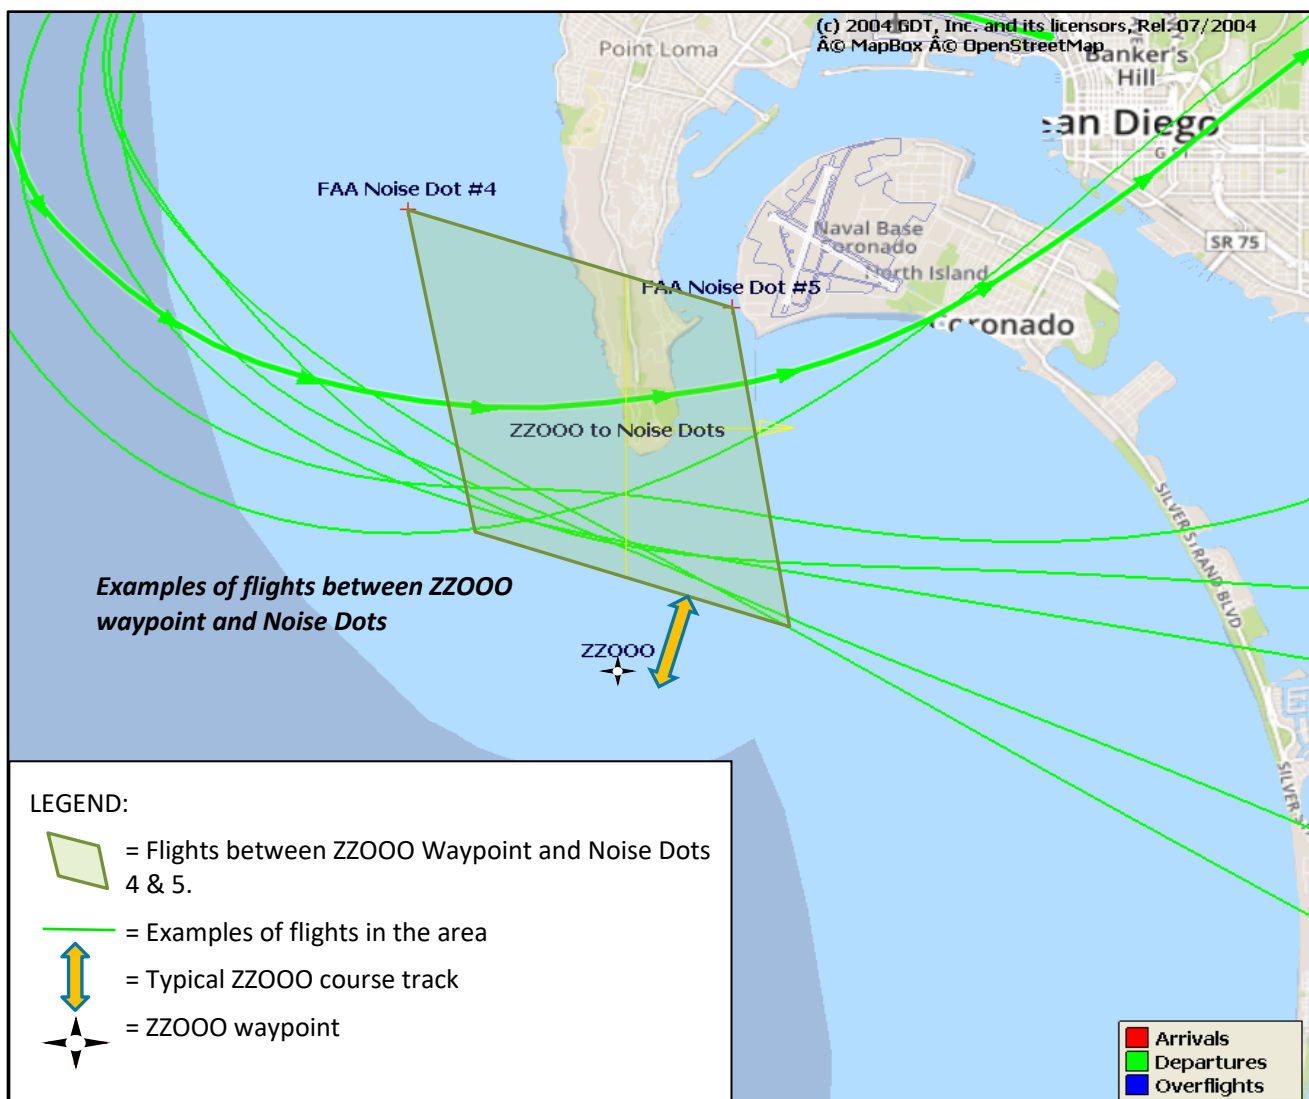 (c) 2004 GDT, Inc. and its licensors, Rel. 07/2004
Â© MapBox Â© OpenStreetMap
Point Loma
Banker's
Hill
San Diego
G ST
FAA Noise Dot #4
Naval Base
Coronado
SR 75
North Island
FAA Noise Dot #5
Coronado
ZZOOO to Noise Dots
SILVER STRAND BLVD
Examples of flights between ZZOOO
waypoint and Noise Dots
ZZOOO
SILVER
LEGEND:
= Flights between ZZOOO Waypoint and Noise Dots
4 & 5.
= Examples of flights in the area
= Typical ZZOOO course track
= ZZOOO waypoint
Arrivals
Departures
Overflights